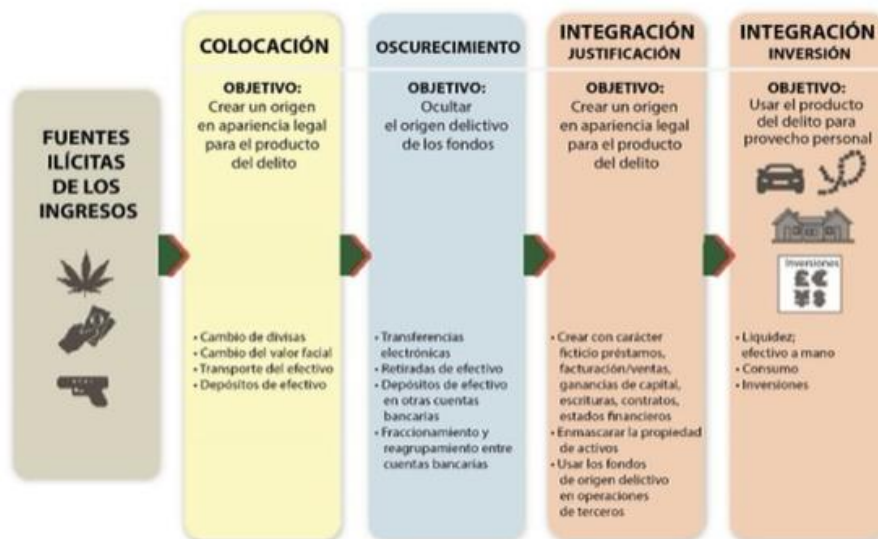 FUENTES
ILÍCITAS
DE LOS
INGRESOS
COLOCACIÓN
OBJETIVO:
Crear un origen
en apariencia legal
para el producto
del delito
• Cambio de divisas
• Cambio del valor facial
• Transporte del efectivo
• Depósitos de efectivo
OSCURECIMIENTO
OBJETIVO:
Ocultar
el origen delictivo
de los fondos
• Transferencias
electrónicas
• Retiradas de efectivo
• Depósitos de efectivo
en otras cuentas
bancarias
• Fraccionamiento y
reagrupamiento entre
cuentas bancarias
INTEGRACIÓN
JUSTIFICACIÓN
OBJETIVO:
Crear un origen
en apariencia legal
para el producto
del delito
• Crear con carácter
ficticio préstamos,
facturación/ventas,
ganancias de capital,
escrituras, contratos,
estados financieros
• Enmascarar la propiedad
de activos
• Usar los fondos
de origen delictivo
en operaciones
de terceros
INTEGRACIÓN
INVERSIÓN
OBJETIVO:
Usar el producto
del delito para
provecho personal
Inversiones
£ €
¥ $
• Liquidez;
efectivo a mano
• Consumo
• Inversiones